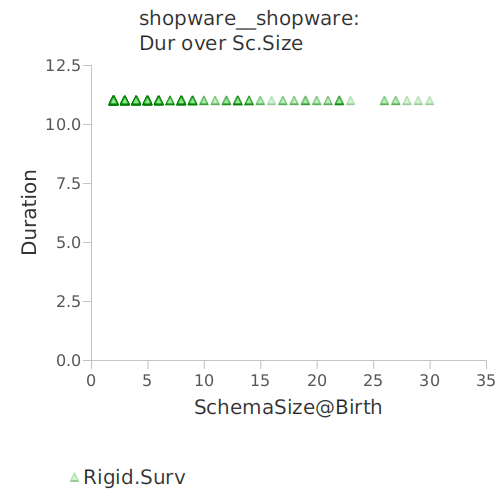 shopware__shopware:
Dur over Sc.Size
12.5
10.0
7.5
5.0
2.5
0.0
Duration
0 5 10 15 20 25 30 35
SchemaSize@Birth
Rigid.Surv